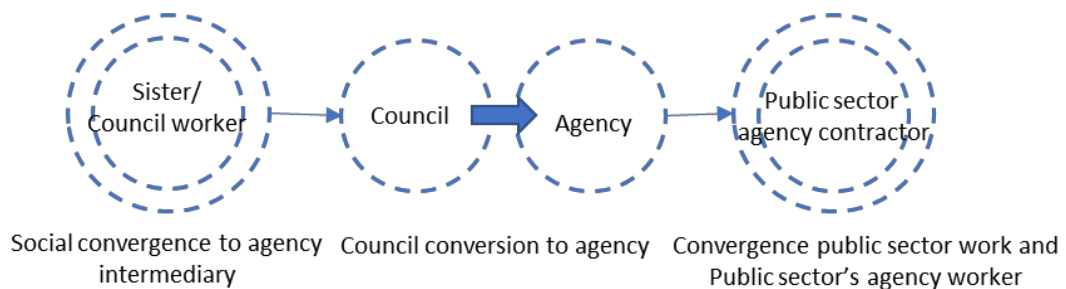 Sister/
Council worker
Council
Agency
Public sector
agency contractor
Social convergence to agency
intermediary
Council conversion to agency
Convergence public sector work and
Public sector's agency worker